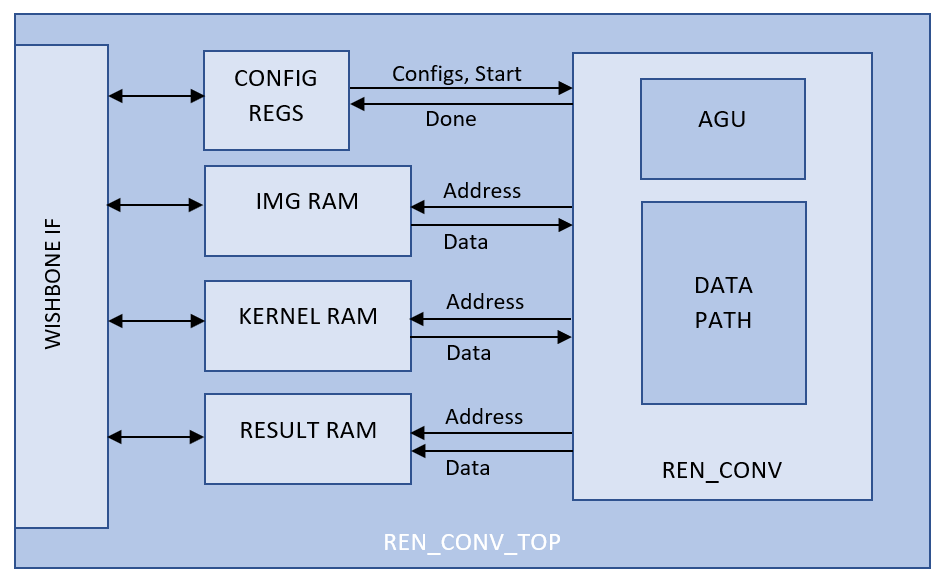 WISHBONE IF
CONFIG
REGS
Configs, Start
Done
IMG RAM
Address
Data
KERNEL RAM
Address
Data
RESULT RAM
Address
Data
AGU
DATA
PATH
REN_CONV
REN_CONV_TOP